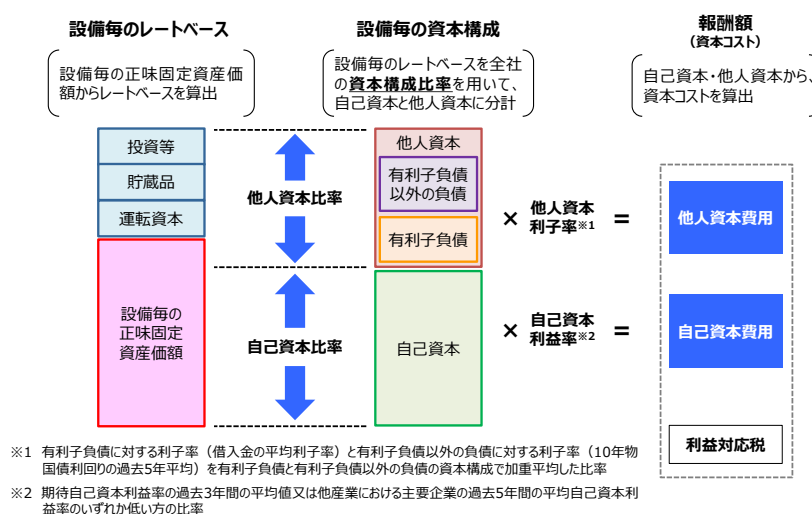 設備毎のレートベース
設備毎の正味固定資産価
額からレートベースを算出
設備毎の資本構成
設備毎のレートベースを全社
の資本構成比率を用いて、
自己資本と他人資本に分計
報酬額
（資本コスト）
自己資本・他人資本から、
資本コストを算出
投資等
貯蔵品
運転資本
設備毎の
正味固定
資産価額
他人資本比率
自己資本比率
他人資本
有利子負債
以外の負債
有利子負債
自己資本
× 他人資本
利子率※1 ＝
× 自己資本
利益率※2 ＝
他人資本費用
自己資本費用
利益対応税
※1 有利子負債に対する利子率（借入金の平均利子率）と有利子負債以外の負債に対する利子率（10年物
国債利回りの過去5年平均）を有利子負債と有利子負債以外の負債の資本構成で加重平均した比率
※2 期待自己資本利益率の過去3年間の平均値又は他産業における主要企業の過去5年間の平均自己資本利
益率のいずれか低い方の比率